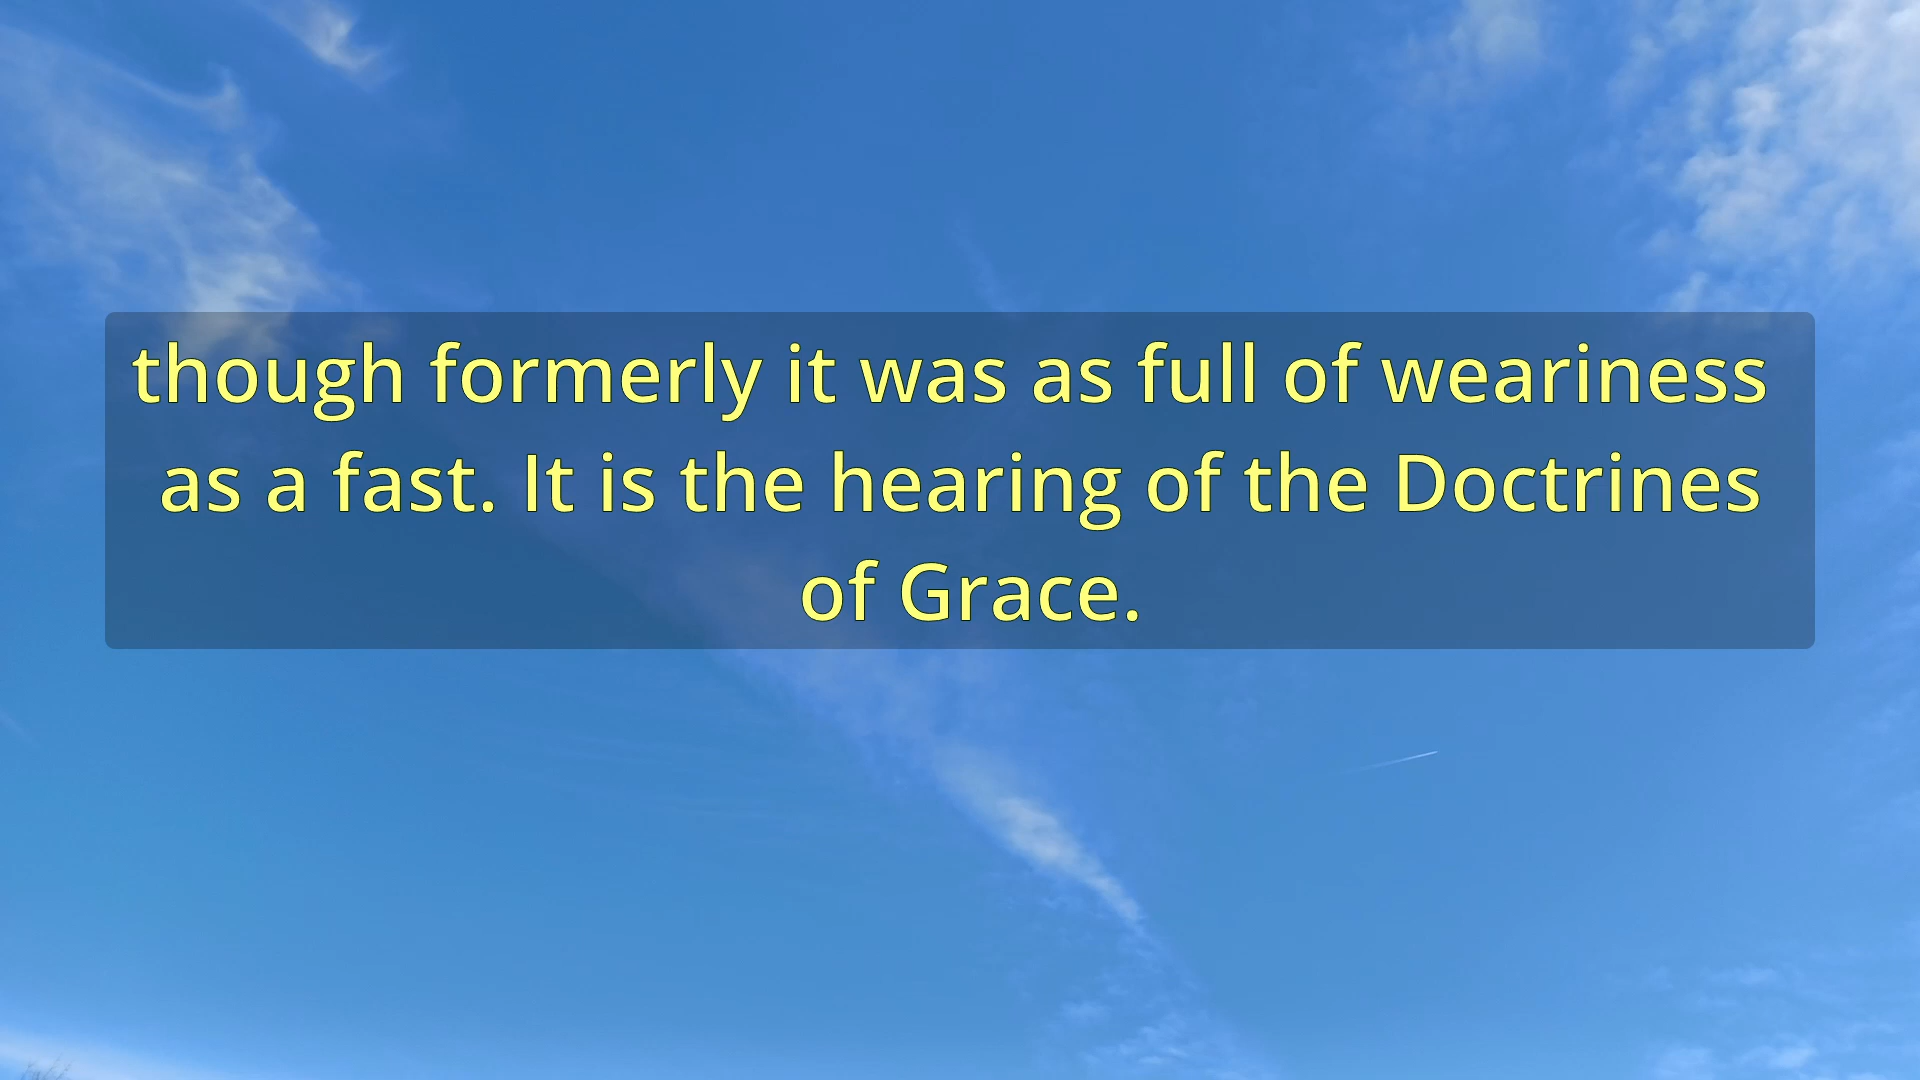 though formerly it was as full of weariness
as a fast. It is the hearing of the Doctrines
of Grace.